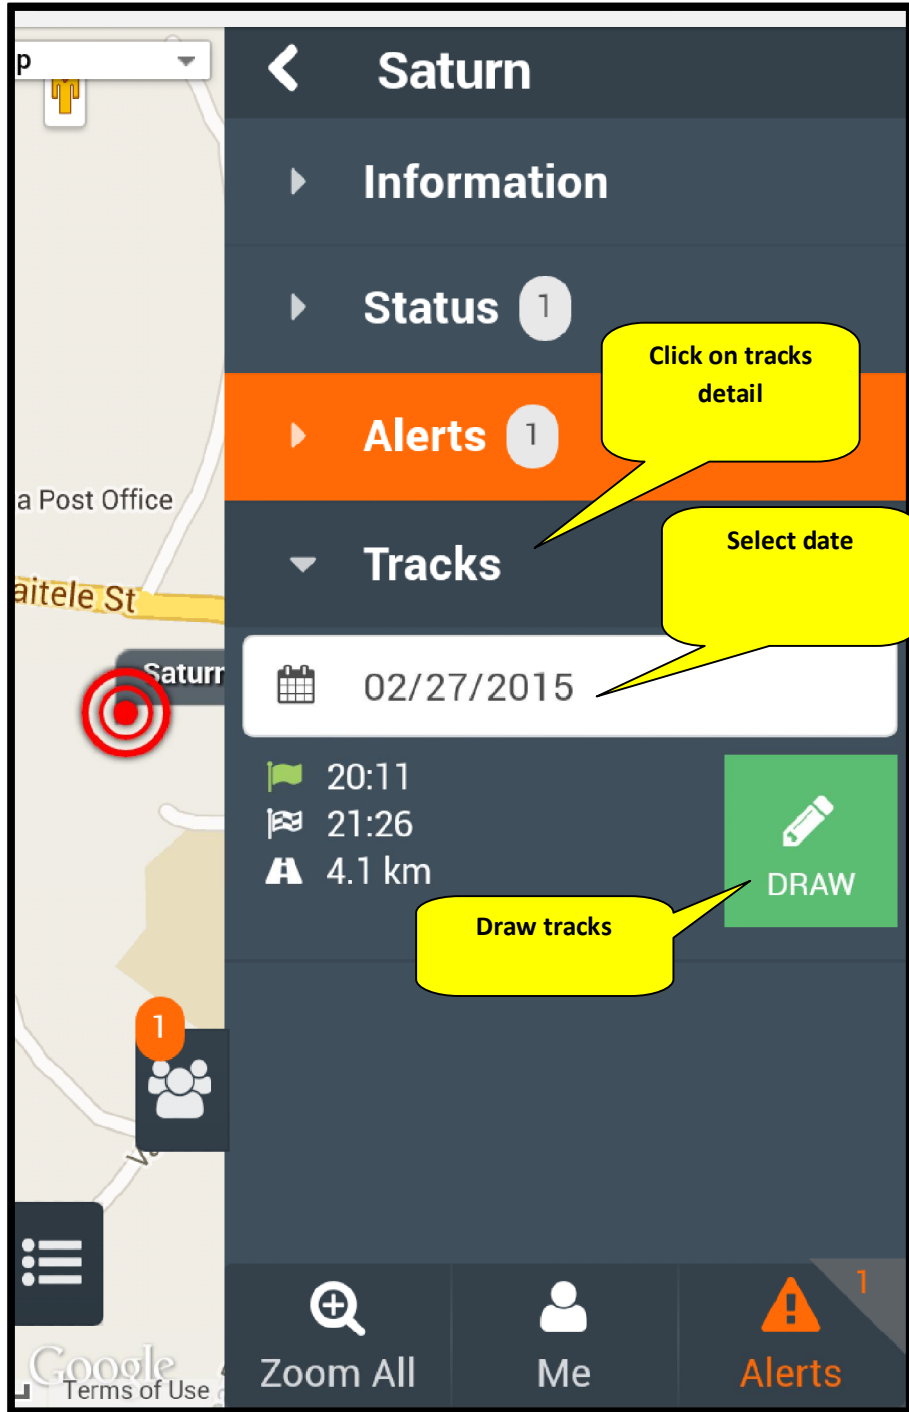 p
Saturn
Information
Status 1
Click on tracks
detail
Alerts 1
a Post Office
Select date
Tracks
aitele St
Saturn
02/27/2015
20:11
21:26
4.1 km
DRAW
Draw tracks
1
1
Zoom All
Me
Alerts
Google
Terms of Use